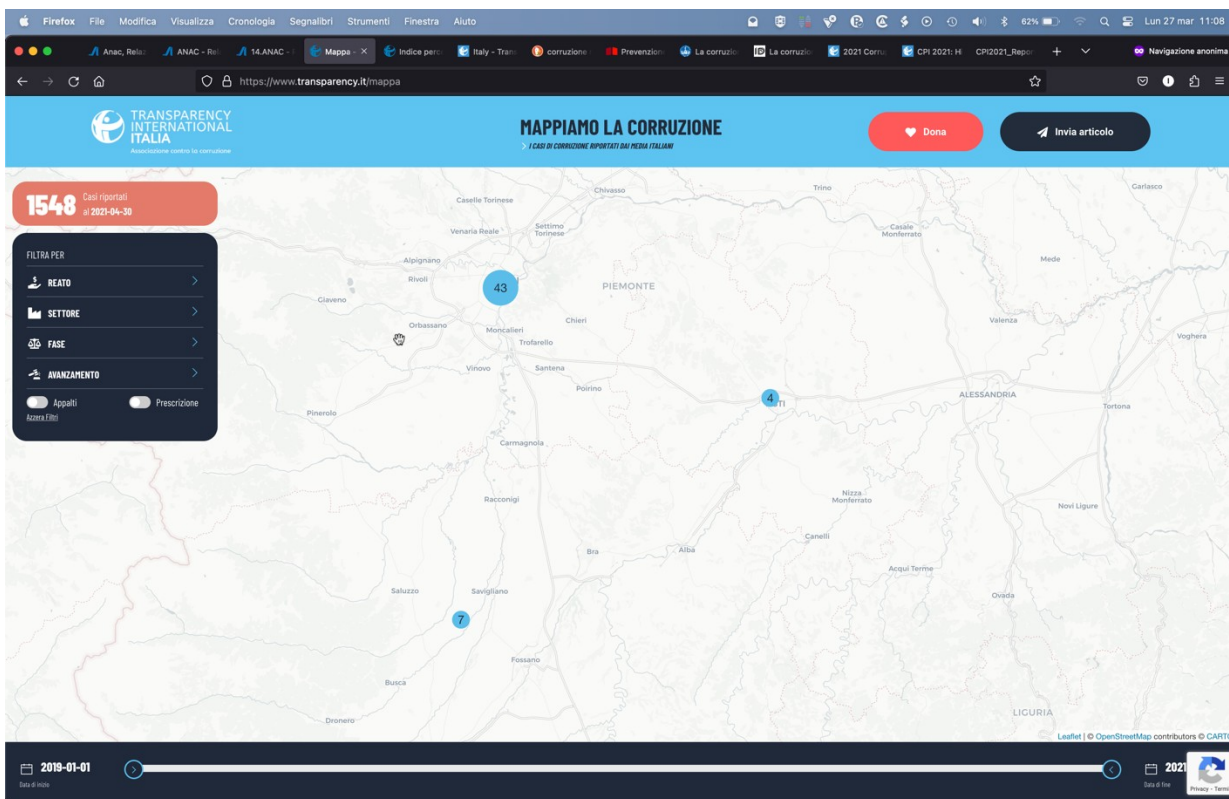 Firefox File Modifica Visualizza Cronologia Segnalibri Strumenti Finestra Aiuto 62% Lun 27 mar 11:08
Anac, Relaz ANAC - Rel 14.ANAC - Mappa - Indice perc Italy - Trans corruzione Prevenzion La corruzio La corruzio 2021 Corrup CPI 2021: H CPI2021_Repor Navigazione anonima
https://www.transparency.it/mappa
TRANSPARENCY
INTERNATIONAL
ITALIA
Associazione contro la corruzione
MAPPIAMO LA CORRUZIONE
I CASI DI CORRUZIONE RIPORTATI DAI MEDIA ITALIANI
Dona
Invia articolo
1548 Casi riportati
al 2021-04-30
FILTRA PER
REATO
SETTORE
FASE
AVANZAMENTO
Appalti Prescrizione
Azzera Filtri
Chivasso
Trino
Garlasco
Caselle Torinese
Venaria Reale
Settimo
Torinese
Casale
Monferrato
Alpignano
Mede
Rivoli
43
PIEMONTE
Giaveno
Orbassano
Chieri
Valenza
Moncalieri
Trofarello
Voghera
Vinovo
Santena
Poirino
4
TI
ALESSANDRIA
Tortona
Pinerolo
Carmagnola
Racconigi
Nizza
Monferrato
Novi Ligure
Canelli
Bra
Alba
Acqui Terme
Saluzzo
Savigliano
Ovada
7
Fossano
Busca
Dronero
LIGURIA
Leaflet | © OpenStreetMap contributors © CARTO
2019-01-01
Data di inizio
2021
Data di fine
Privacy - Term